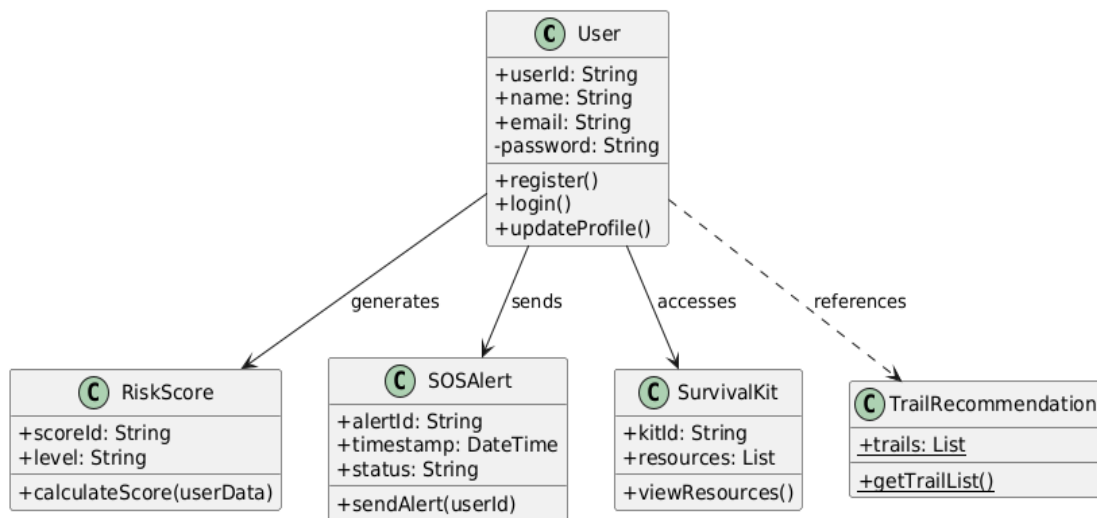 C User
+userId: String
+name: String
+email: String
-password: String
+register()
+login()
+updateProfile()
generates
sends
accesses
references
C RiskScore
+scoreId: String
+level: String
+calculateScore(userData)
C SOSAlert
+alertId: String
+timestamp: DateTime
+status: String
+sendAlert(userId)
C SurvivalKit
+kitId: String
+resources: List
+viewResources()
C TrailRecommendation
+trails: List
+getTrailList()